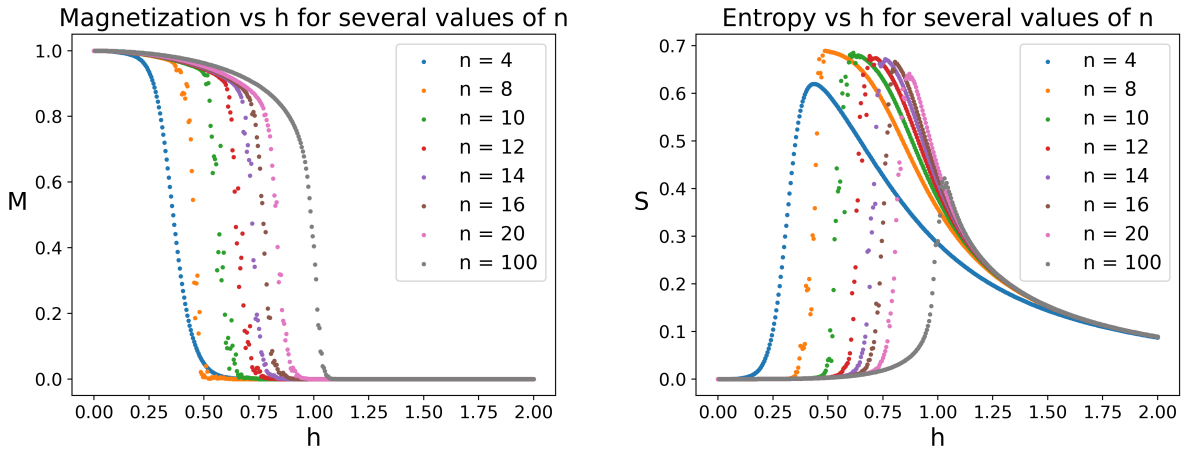 Magnetization vs h for several values of n
1.0
0.8
0.6
0.4
0.2
0.0
M
0.00 0.25 0.50 0.75 1.00 1.25 1.50 1.75 2.00
h
n = 4
n = 8
n = 10
n = 12
n = 14
n = 16
n = 20
n = 100
Entropy vs h for several values of n
0.7
0.6
0.5
0.4
0.3
0.2
0.1
0.0
S
0.00 0.25 0.50 0.75 1.00 1.25 1.50 1.75 2.00
h
n = 4
n = 8
n = 10
n = 12
n = 14
n = 16
n = 20
n = 100